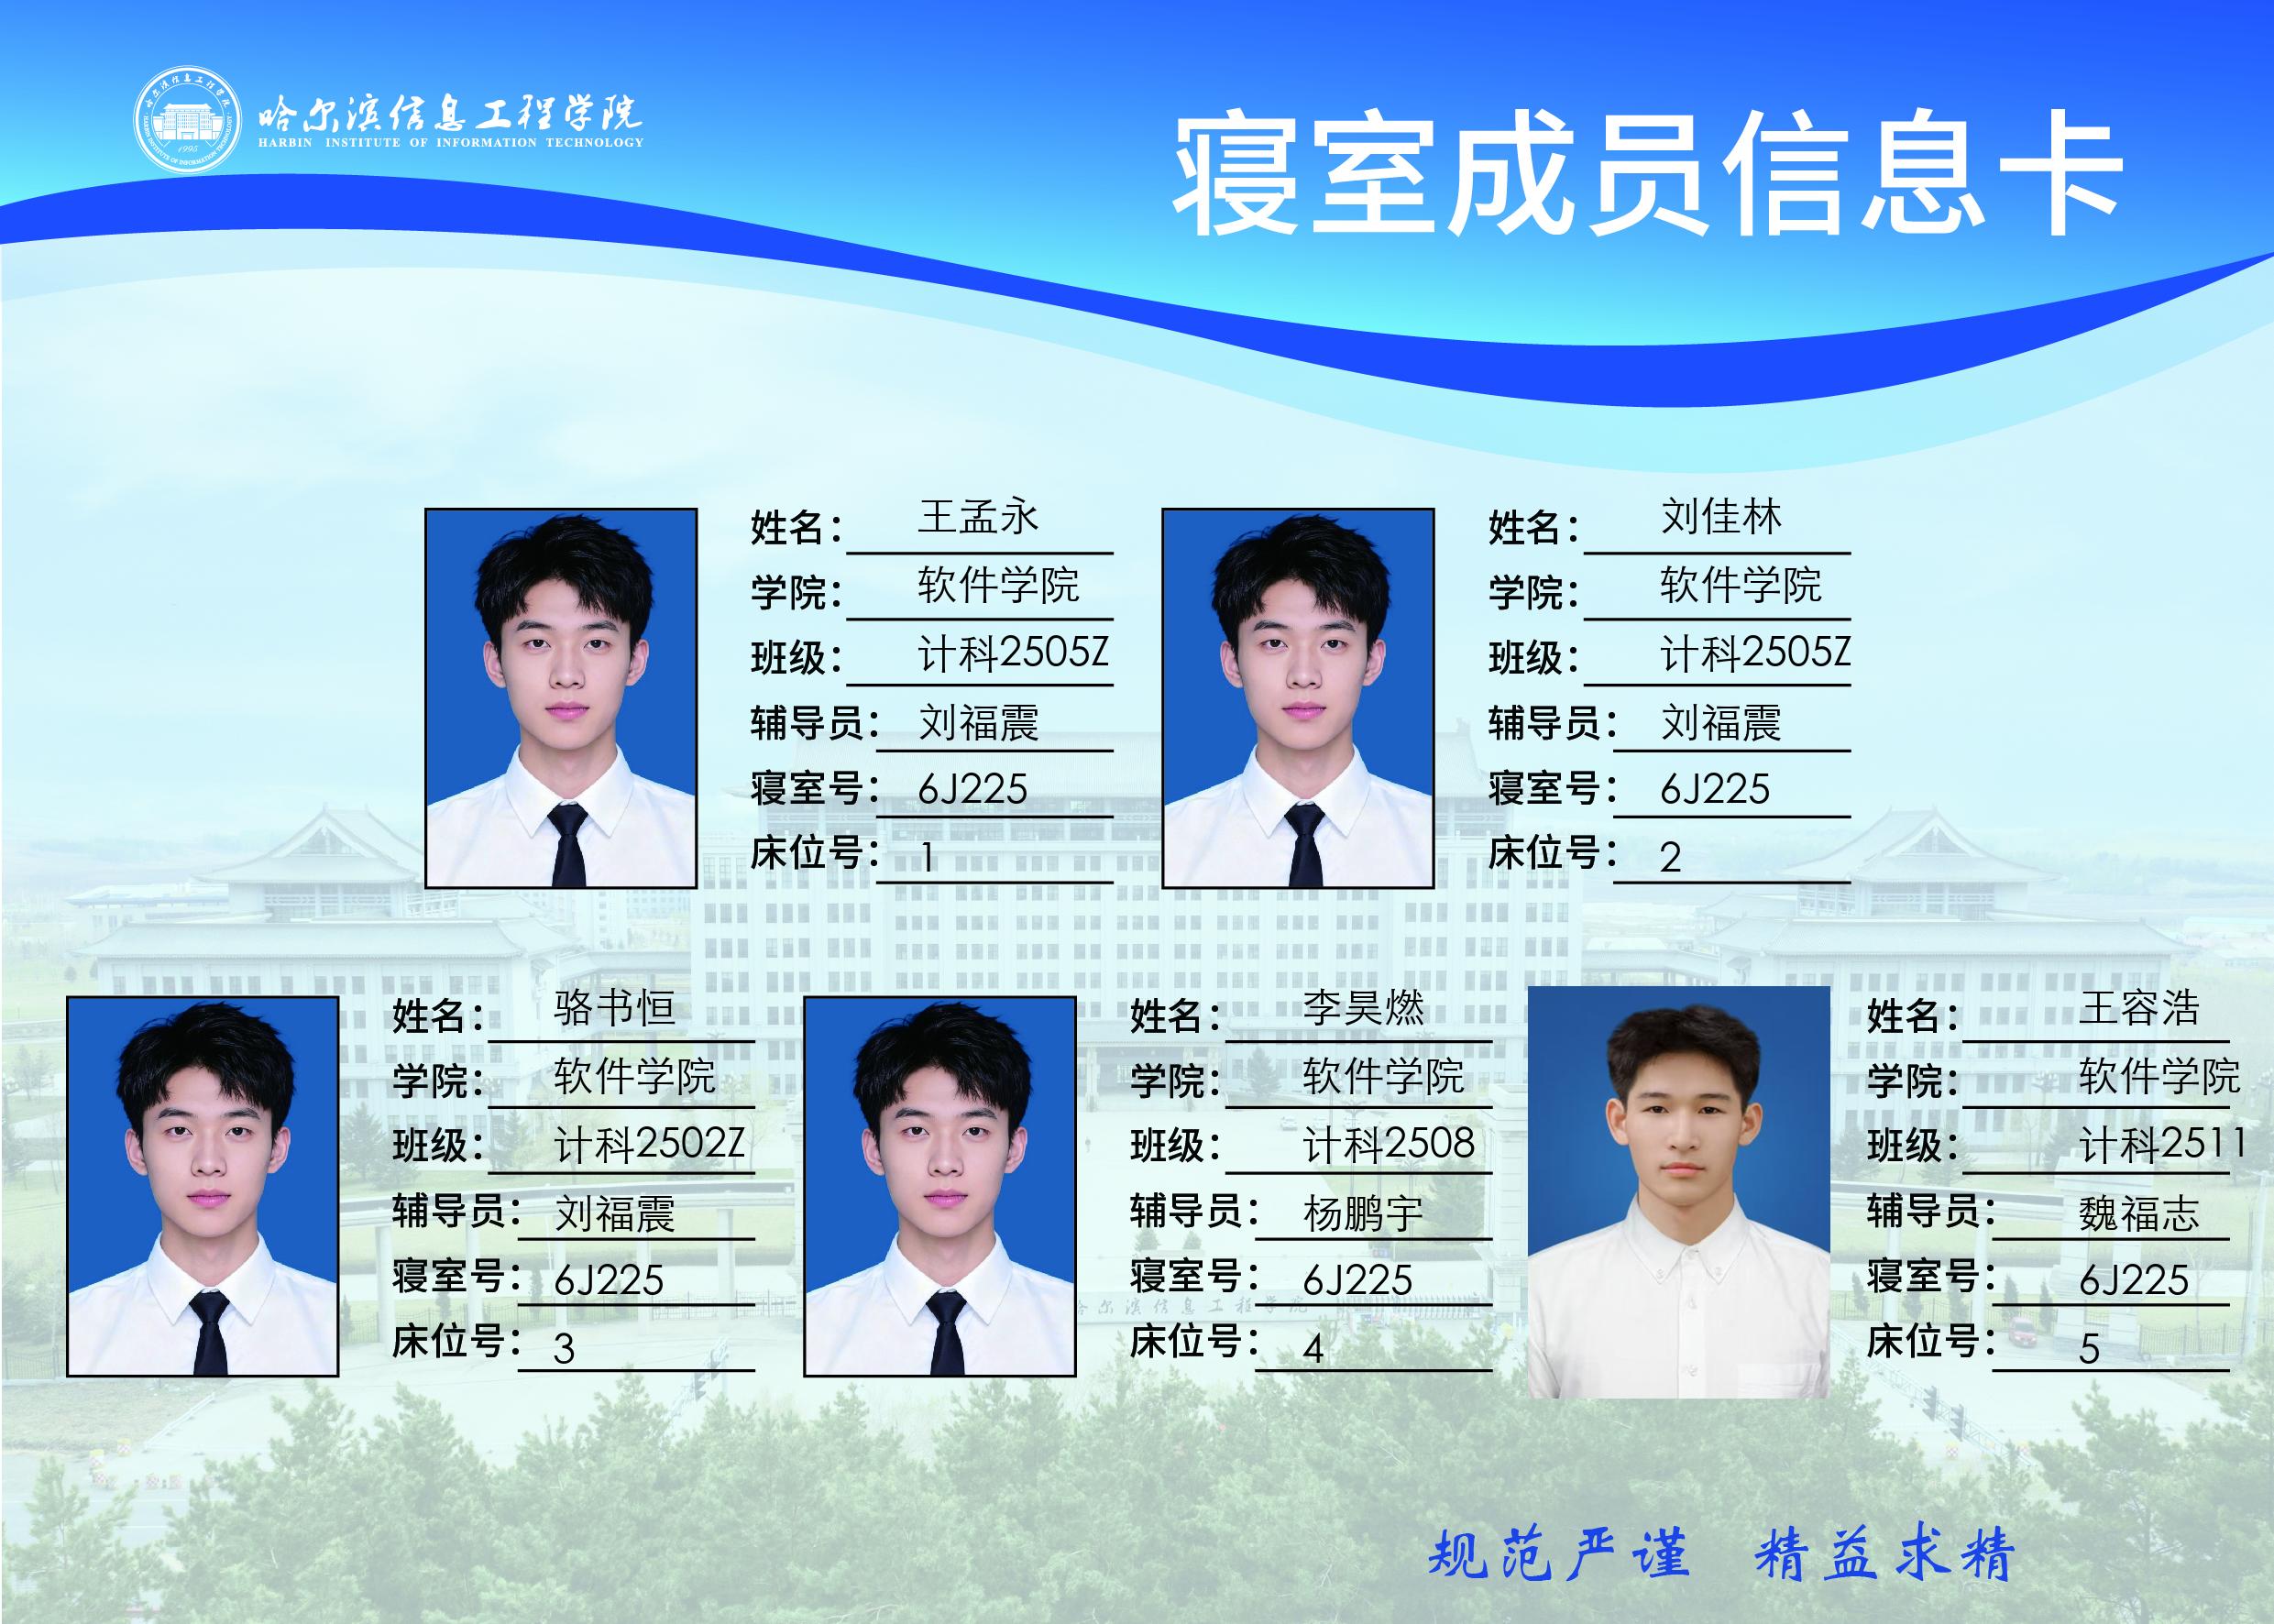 哈尔滨信息工程学院
HARBIN INSTITUTE OF INFORMATION TECHNOLOGY
1995
寝室成员信息卡
姓名： 王孟永
学院： 软件学院
班级： 计科2505Z
辅导员： 刘福震
寝室号： 6J225
床位号： 1
姓名： 刘佳林
学院： 软件学院
班级： 计科2505Z
辅导员： 刘福震
寝室号： 6J225
床位号： 2
姓名： 骆书恒
学院： 软件学院
班级： 计科2502Z
辅导员： 刘福震
寝室号： 6J225
床位号： 3
姓名： 李昊燃
学院： 软件学院
班级： 计科2508
辅导员： 杨鹏宇
寝室号： 6J225
床位号： 4
姓名： 王容浩
学院： 软件学院
班级： 计科2511
辅导员： 魏福志
寝室号： 6J225
床位号： 5
哈尔滨信息工程学院
规范严谨 精益求精